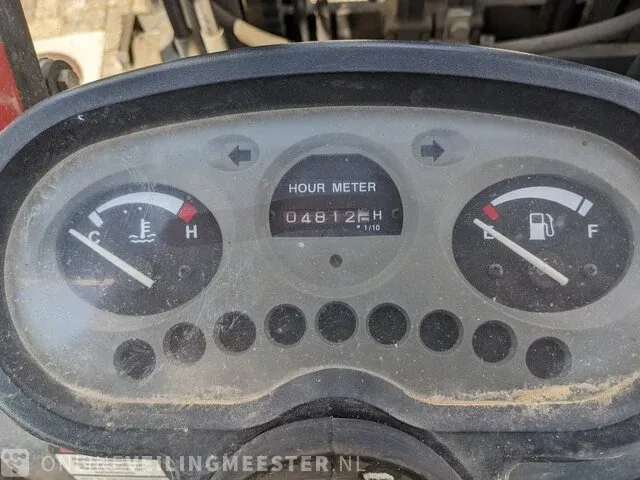 HOUR METER
04812 H
* 1/10
C H
E F
ONLINEVEILINGMEESTER.NL